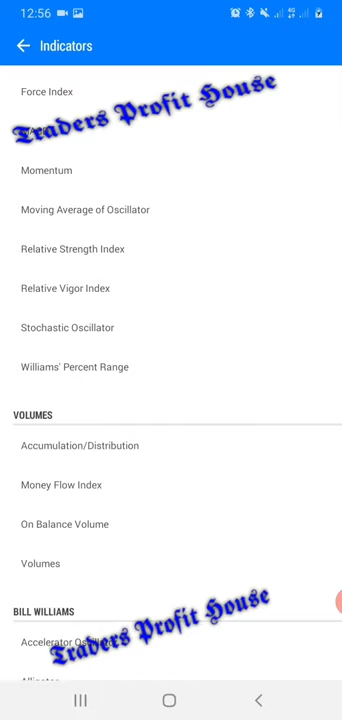 12:56
Indicators
Force Index
Traders Profit House
Momentum
Moving Average of Oscillator
Relative Strength Index
Relative Vigor Index
Stochastic Oscillator
Williams' Percent Range
VOLUMES
Accumulation/Distribution
Money Flow Index
On Balance Volume
Volumes
BILL WILLIAMS
Traders Profit House
Accelerator